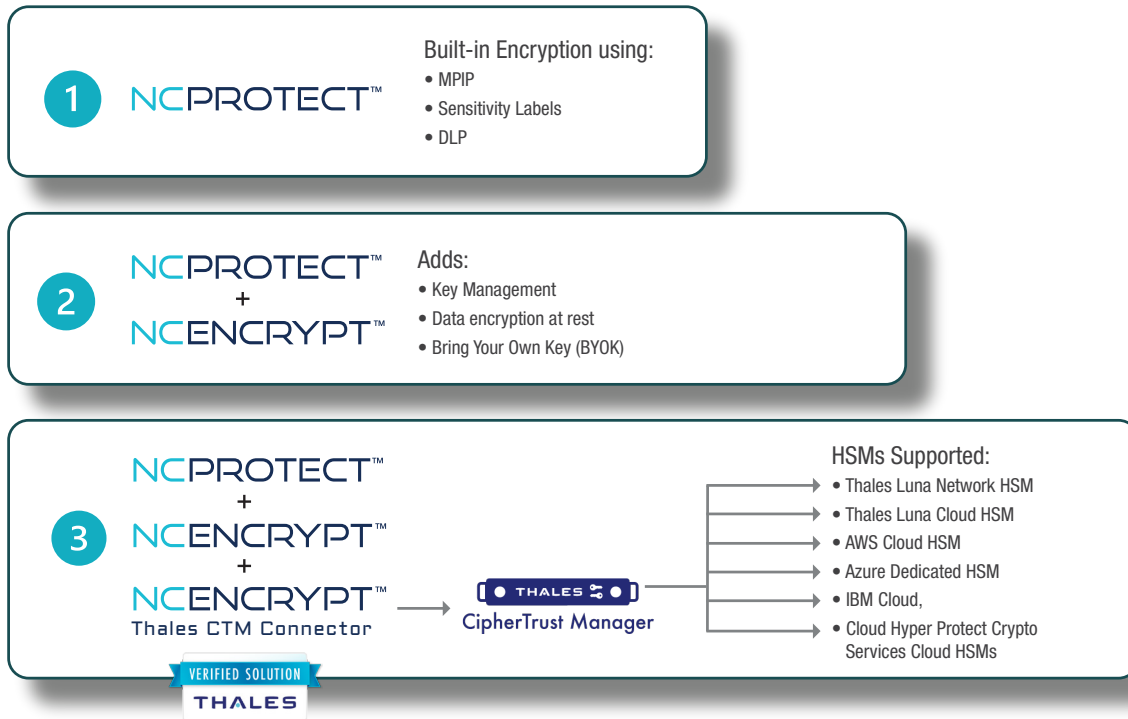 1
NCPROTECT™
Built-in Encryption using:
• MPIP
• Sensitivity Labels
• DLP
2
NCPROTECT™
+
NCENCRYPT™
Adds:
• Key Management
• Data encryption at rest
• Bring Your Own Key (BYOK)
3
NCPROTECT™
+
NCENCRYPT™
+
NCENCRYPT™
Thales CTM Connector
VERIFIED SOLUTION
THALES
THALES
CipherTrust Manager
HSMs Supported:
• Thales Luna Network HSM
• Thales Luna Cloud HSM
• AWS Cloud HSM
• Azure Dedicated HSM
• IBM Cloud,
• Cloud Hyper Protect Crypto
Services Cloud HSMs